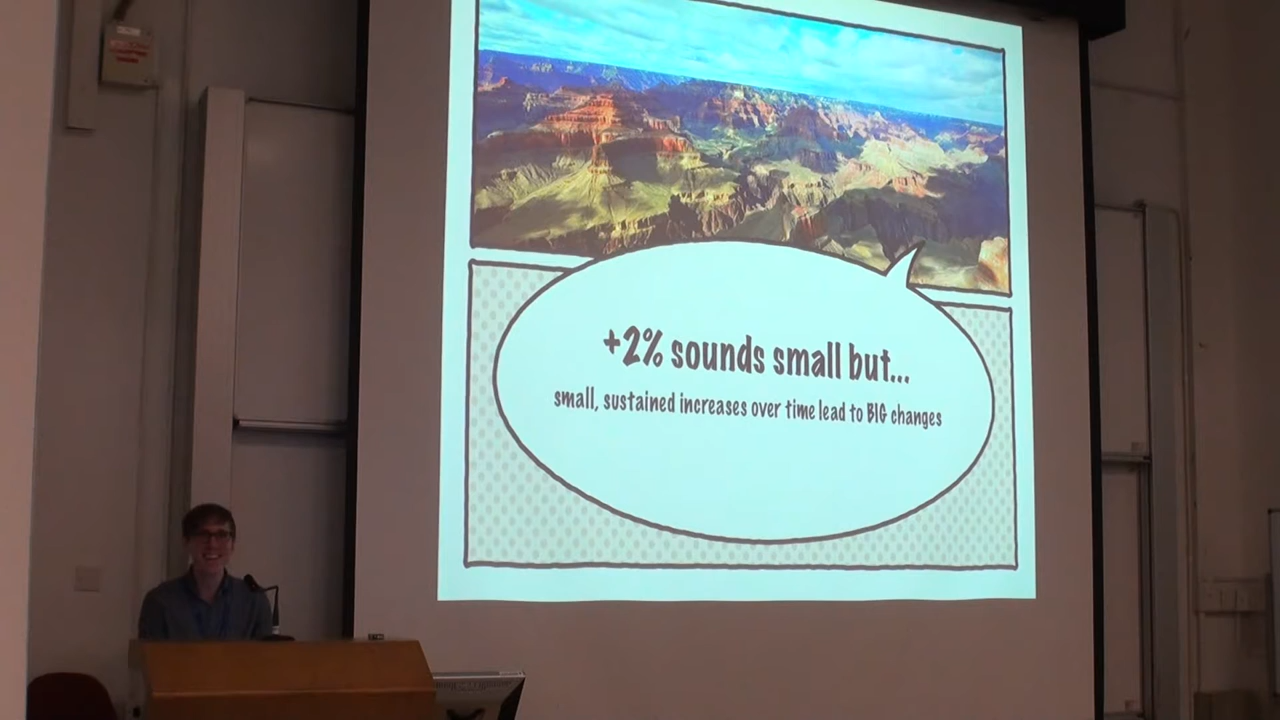 +2% sounds small but...
small, sustained increases over time lead to BIG changes